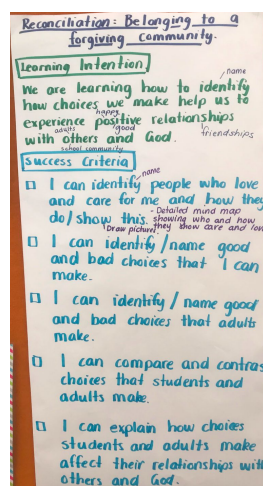 Reconciliation: Belonging to a
forgiving community.
Learning Intention
name
We are learning how to identify
how choices we make help us to
happy
experience positive relationships
adults good friendships
with others and God.
school community
Success Criteria
name
I can identify people who love
and care for me and how they
do/show this. - Detailed mind map
showing who and how
Draw picture they show care and love
I can identify/name good
and bad choices that I can
make.
I can identify / name good
and bad choices that adults
make.
I can compare and contras
choices that students and
adults make.
I can explain how choices
students and adults make
affect their relationships with
others and God.